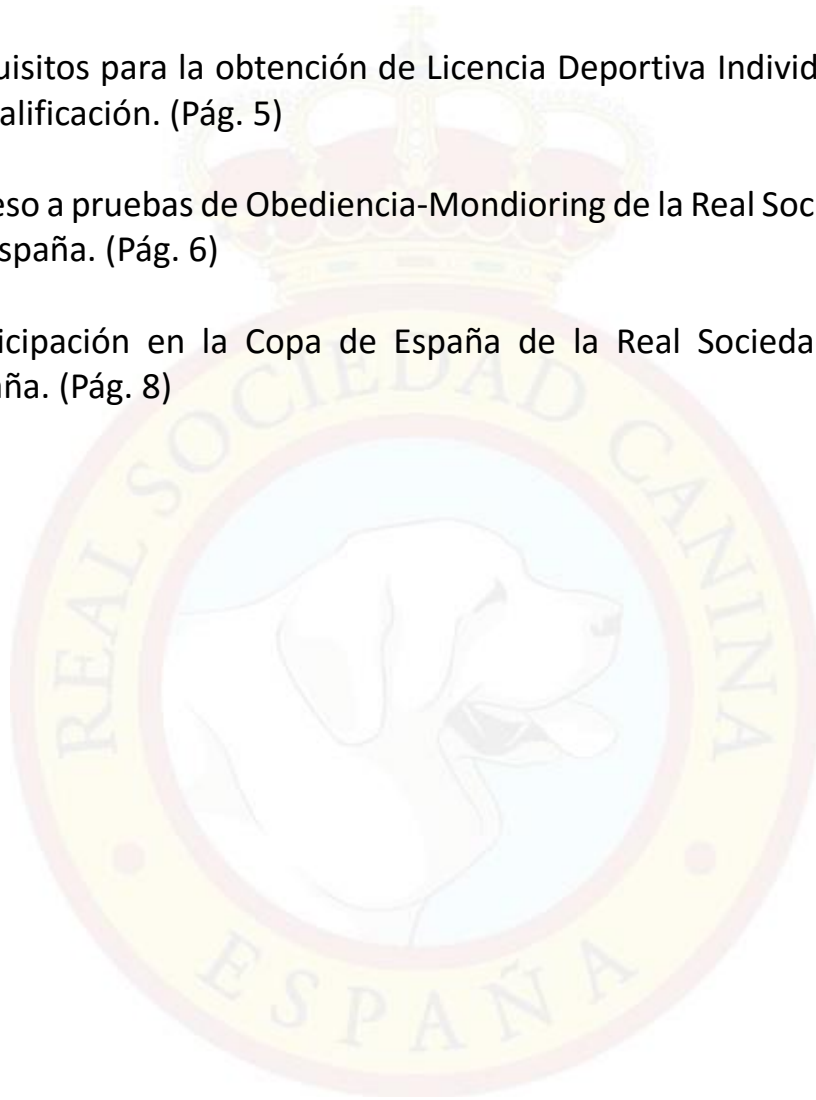 uisitos para la obtención de Licencia Deportiva Individ
alificación. (Pág. 5)
eso a pruebas de Obediencia-Mondioring de la Real Soc
spaña. (Pág. 6)
icipación en la Copa de España de la Real Socieda
ña. (Pág. 8)
REAL SOCIEDAD CANINA
ESPAÑA